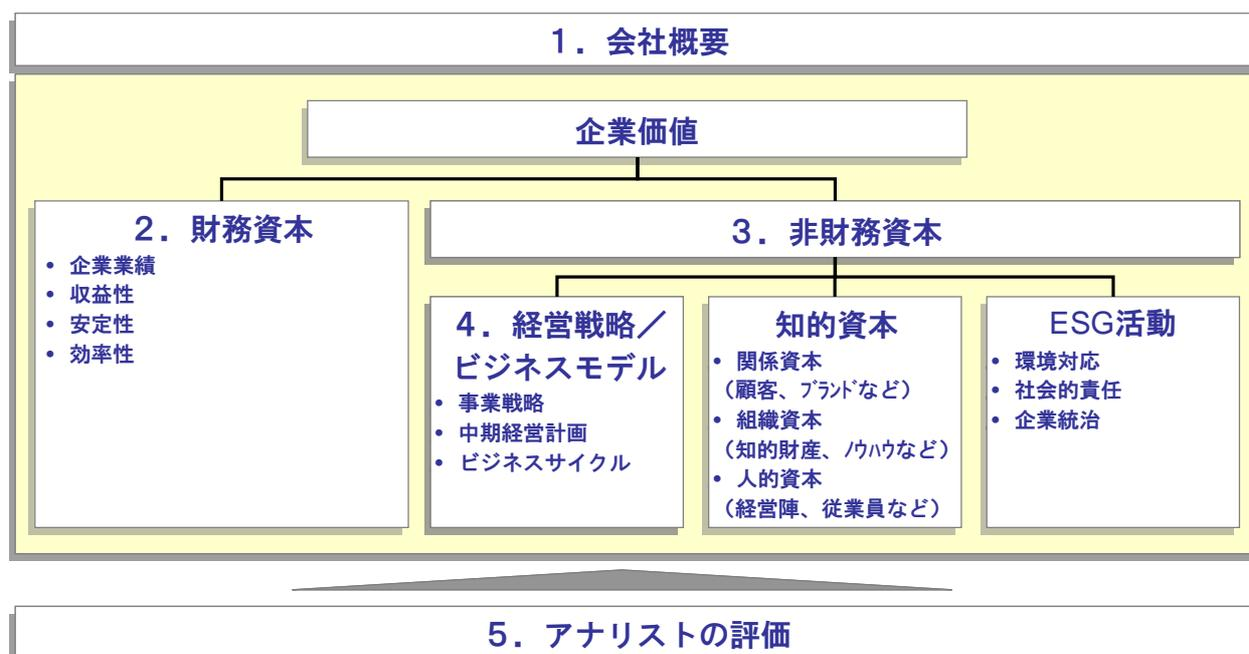 １．会社概要
企業価値
２．財務資本
• 企業業績
• 収益性
• 安定性
• 効率性
３．非財務資本
４．経営戦略／
ビジネスモデル
• 事業戦略
• 中期経営計画
• ビジネスサイクル
知的資本
• 関係資本
（顧客、ﾌﾞﾗﾝﾄﾞなど）
• 組織資本
（知的財産、ﾉｳﾊｳなど）
• 人的資本
（経営陣、従業員など）
ESG活動
• 環境対応
• 社会的責任
• 企業統治
５．アナリストの評価